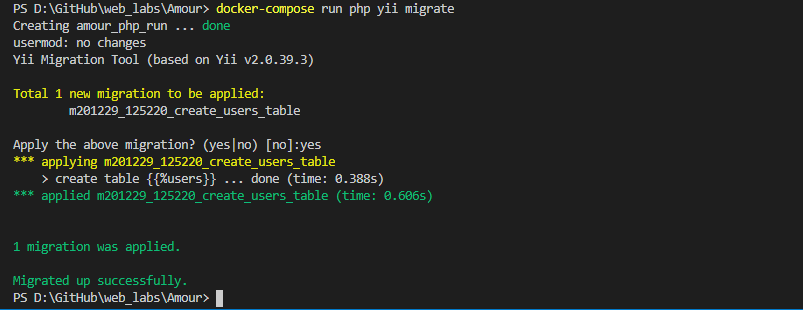 PS D:\GitHub\web_labs\Amour> docker-compose run php yii migrate
Creating amour_php_run ... done
usermod: no changes
Yii Migration Tool (based on Yii v2.0.39.3)
Total 1 new migration to be applied:
m201229_125220_create_users_table
Apply the above migration? (yes|no) [no]:yes
*** applying m201229_125220_create_users_table
> create table {{%users}} ... done (time: 0.388s)
*** applied m201229_125220_create_users_table (time: 0.606s)
1 migration was applied.
Migrated up successfully.
PS D:\GitHub\web_labs\Amour>